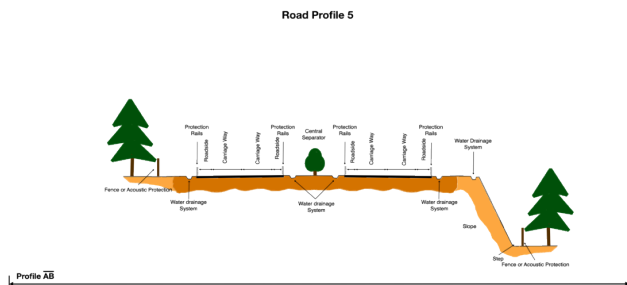 Road Profile 5
Protection
Rails
Roadside
Carriage Way
Carriage Way
Roadside
Protection
Rails
Central
Separator
Protection
Rails
Roadside
Carriage Way
Carriage Way
Roadside
Protection
Rails
Water Drainage
System
Fence or Acoustic Protection
Water drainage
System
Water drainage
System
Water drainage
System
Slope
Step
Fence or Acoustic Protection
Profile AB